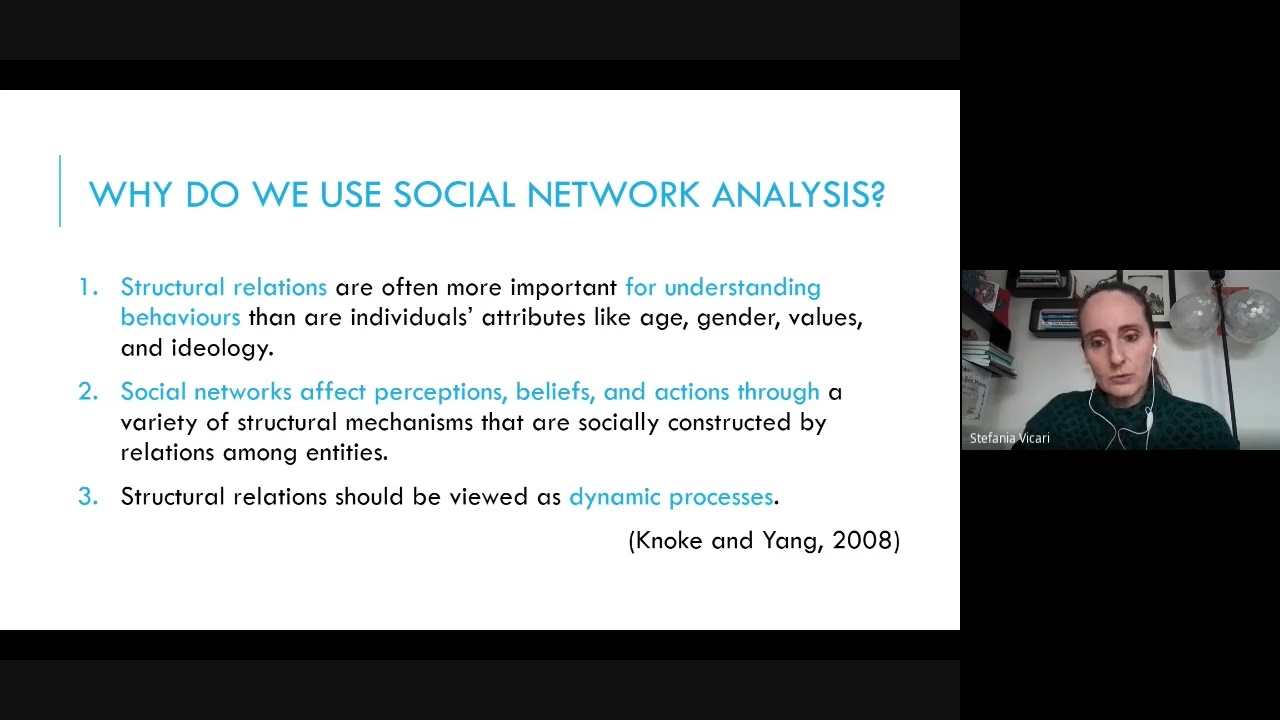 WHY DO WE USE SOCIAL NETWORK ANALYSIS?
1. Structural relations are often more important for understanding
behaviours than are individuals’ attributes like age, gender, values,
and ideology.
2. Social networks affect perceptions, beliefs, and actions through a
variety of structural mechanisms that are socially constructed by
relations among entities.
3. Structural relations should be viewed as dynamic processes.
(Knoke and Yang, 2008)
Stefania Vicari